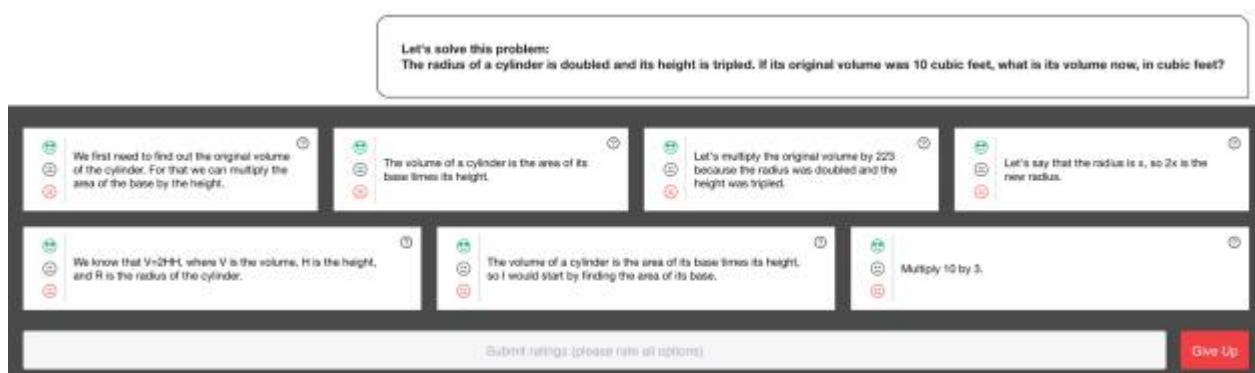 Let's solve this problem:
The radius of a cylinder is doubled and its height is tripled. If its original volume was 10 cubic feet, what is its volume now, in cubic feet?
We first need to find out the original volume
of the cylinder. For that we can multiply the
area of the base by the height.
The volume of a cylinder is the area of its
base times its height.
Let's multiply the original volume by 223
because the radius was doubled and the
height was tripled.
Let's say that the radius is x, so 2x is the
new radius.
We know that V=2HH, where V is the volume, H is the height,
and R is the radius of the cylinder.
The volume of a cylinder is the area of its base times its height,
so I would start by finding the area of its base.
Multiply 10 by 3.
Submit ratings (please rate all options)
Give Up